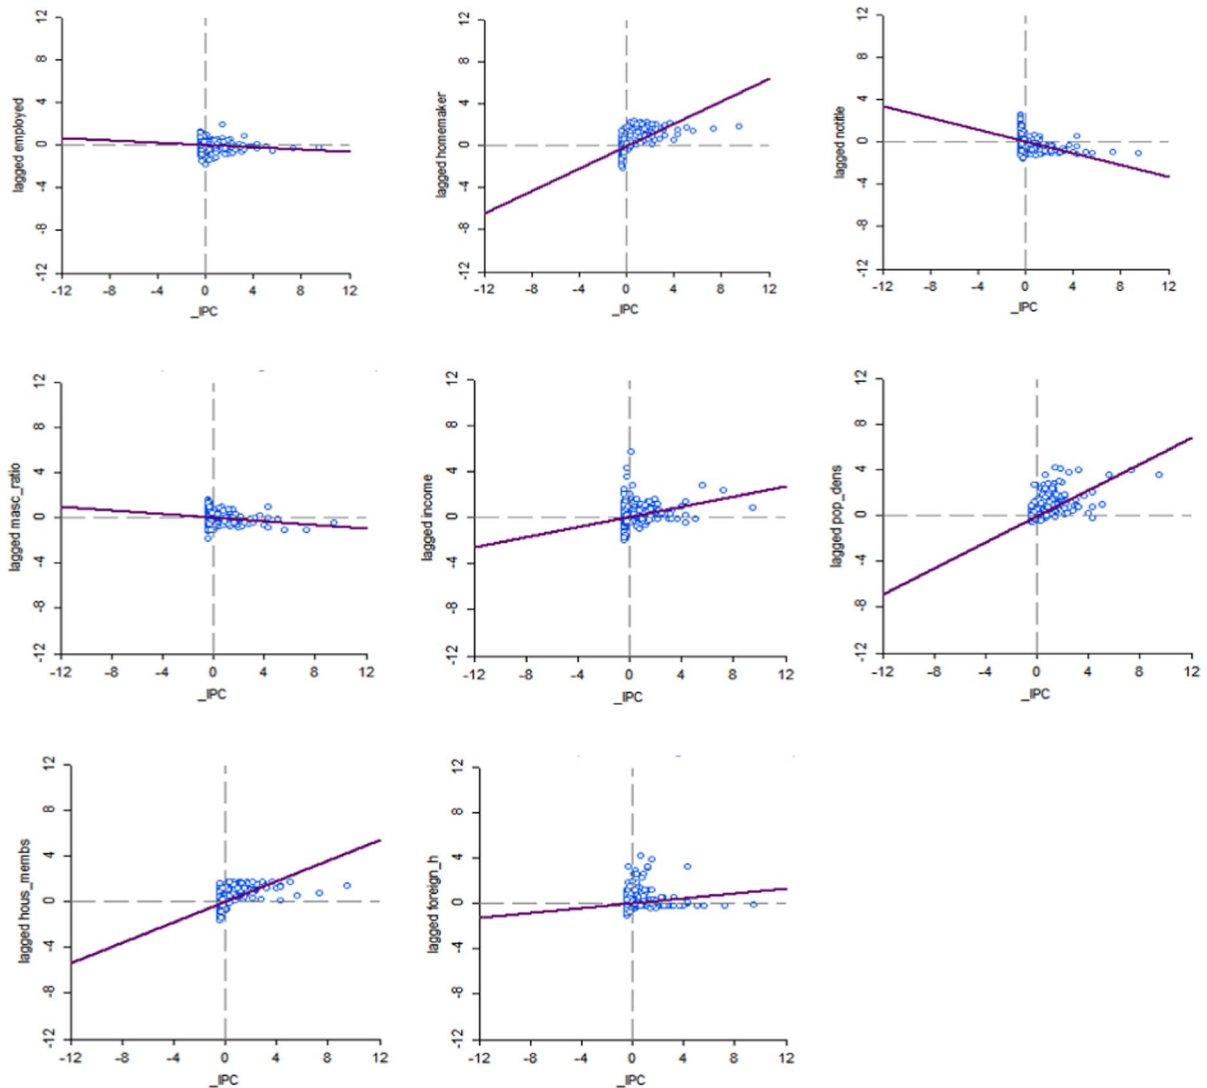 12
8
4
0
-4
-8
-12
lagged employed
-12 -8 -4 0 4 8 12
_IPC
12
8
4
0
-4
-8
-12
lagged homemaker
-12 -8 -4 0 4 8 12
_IPC
12
8
4
0
-4
-8
-12
lagged notitle
-12 -8 -4 0 4 8 12
_IPC
12
8
4
0
-4
-8
-12
lagged masc_ratio
-12 -8 -4 0 4 8 12
_IPC
12
8
4
0
-4
-8
-12
lagged income
-12 -8 -4 0 4 8 12
_IPC
12
8
4
0
-4
-8
-12
lagged pop_dens
-12 -8 -4 0 4 8 12
_IPC
12
8
4
0
-4
-8
-12
lagged hous_membs
-12 -8 -4 0 4 8 12
_IPC
12
8
4
0
-4
-8
-12
lagged foreign_h
-12 -8 -4 0 4 8 12
_IPC